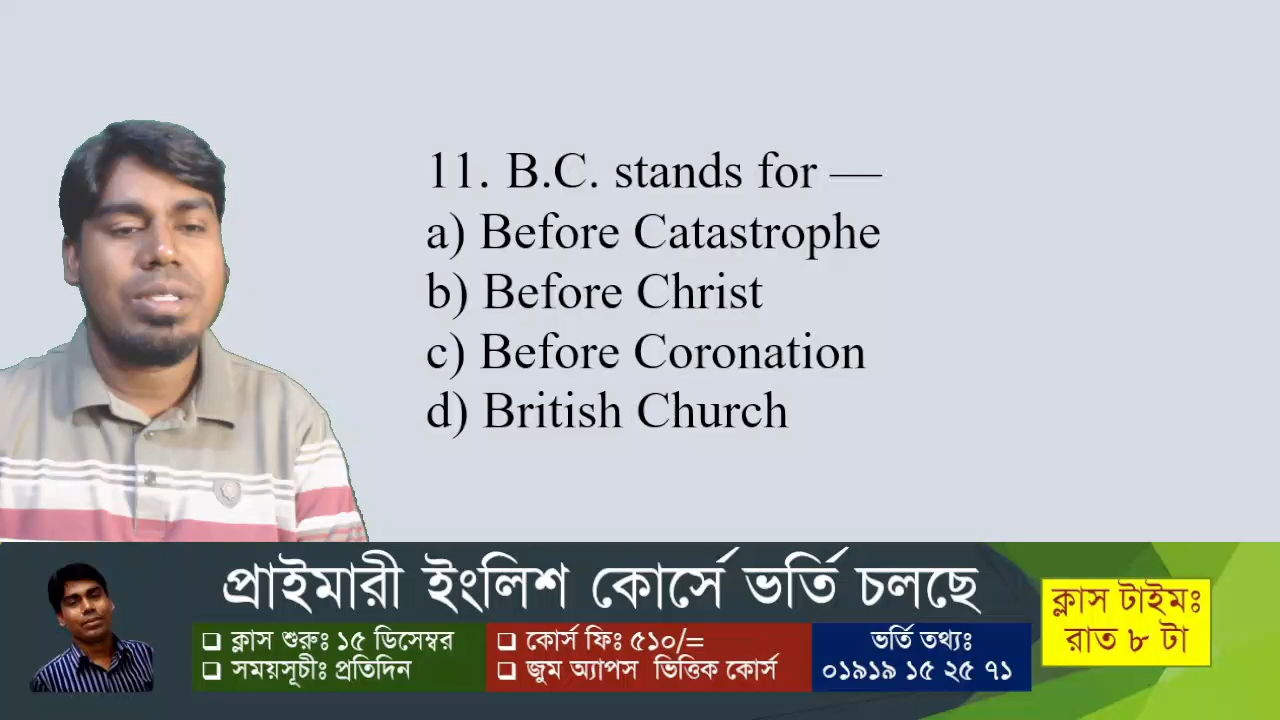 11. B.C. stands for —
a) Before Catastrophe
b) Before Christ
c) Before Coronation
d) British Church
প্রাইমারী ইংলিশ কোর্সে ভর্তি চলছে
❑ ক্লাস শুরুঃ ১৫ ডিসেম্বর
❑ সময়সূচীঃ প্রতিদিন
❑ কোর্স ফিঃ ৫১০/=
❑ জুম অ্যাপস ভিত্তিক কোর্স
ভর্তি তথ্যঃ
০১৯১৯ ১৫ ২৫ ৭১
ক্লাস টাইমঃ
রাত ৮ টা